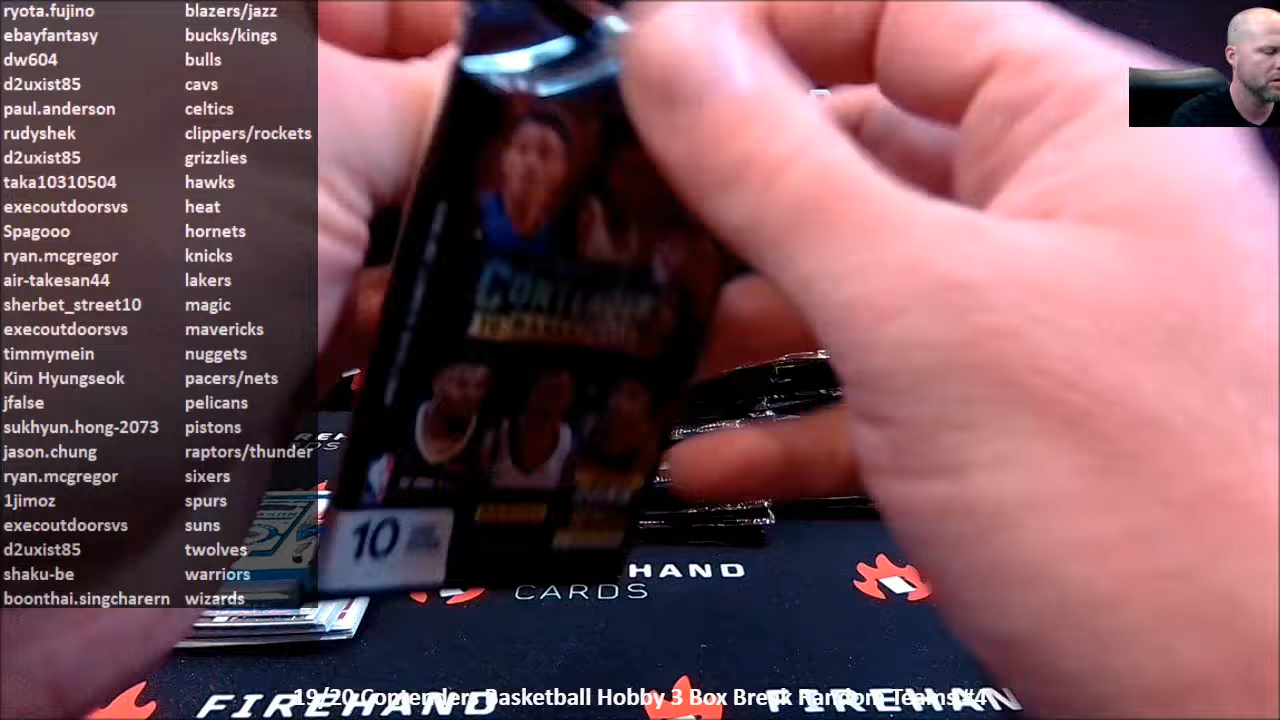 ryota.fujino blazers/jazz
ebayfantasy bucks/kings
dw604 bulls
d2uxist85 cavs
paul.anderson celtics
rudyshek clippers/rockets
d2uxist85 grizzlies
taka10310504 hawks
execoutdoorsvs heat
Spagooo hornets
ryan.mcgregor knicks
air-takesan44 lakers
sherbet_street10 magic
execoutdoorsvs mavericks
timmymein nuggets
Kim Hyungseok pacers/nets
jfalse pelicans
sukhyun.hong-2073 pistons
jason.chung raptors/thunder
ryan.mcgregor sixers
1jimoz spurs
execoutdoorsvs suns
d2uxist85 twolves
shaku-be warriors
boonthai.singcharern wizards
10
HAND
CARDS
19/20 Contenders Basketball Hobby 3 Box Break Random Teams #4
FIREHAND
FIREHAN